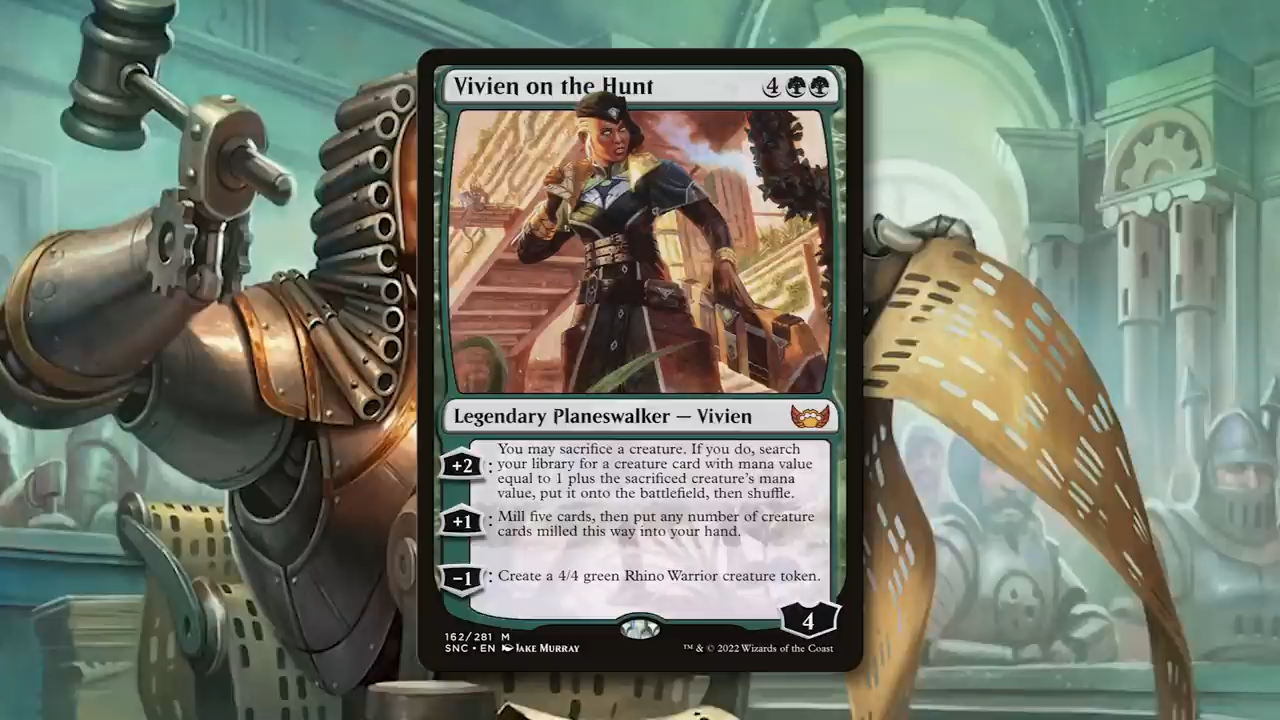 Vivien on the Hunt 4
Legendary Planeswalker — Vivien
+2 : You may sacrifice a creature. If you do, search
your library for a creature card with mana value
equal to 1 plus the sacrificed creature's mana
value, put it onto the battlefield, then shuffle.
+1 : Mill five cards, then put any number of creature
cards milled this way into your hand.
−1 : Create a 4/4 green Rhino Warrior creature token.
4
162/281 M
SNC • EN Jake Murray ™ & © 2022 Wizards of the Coast